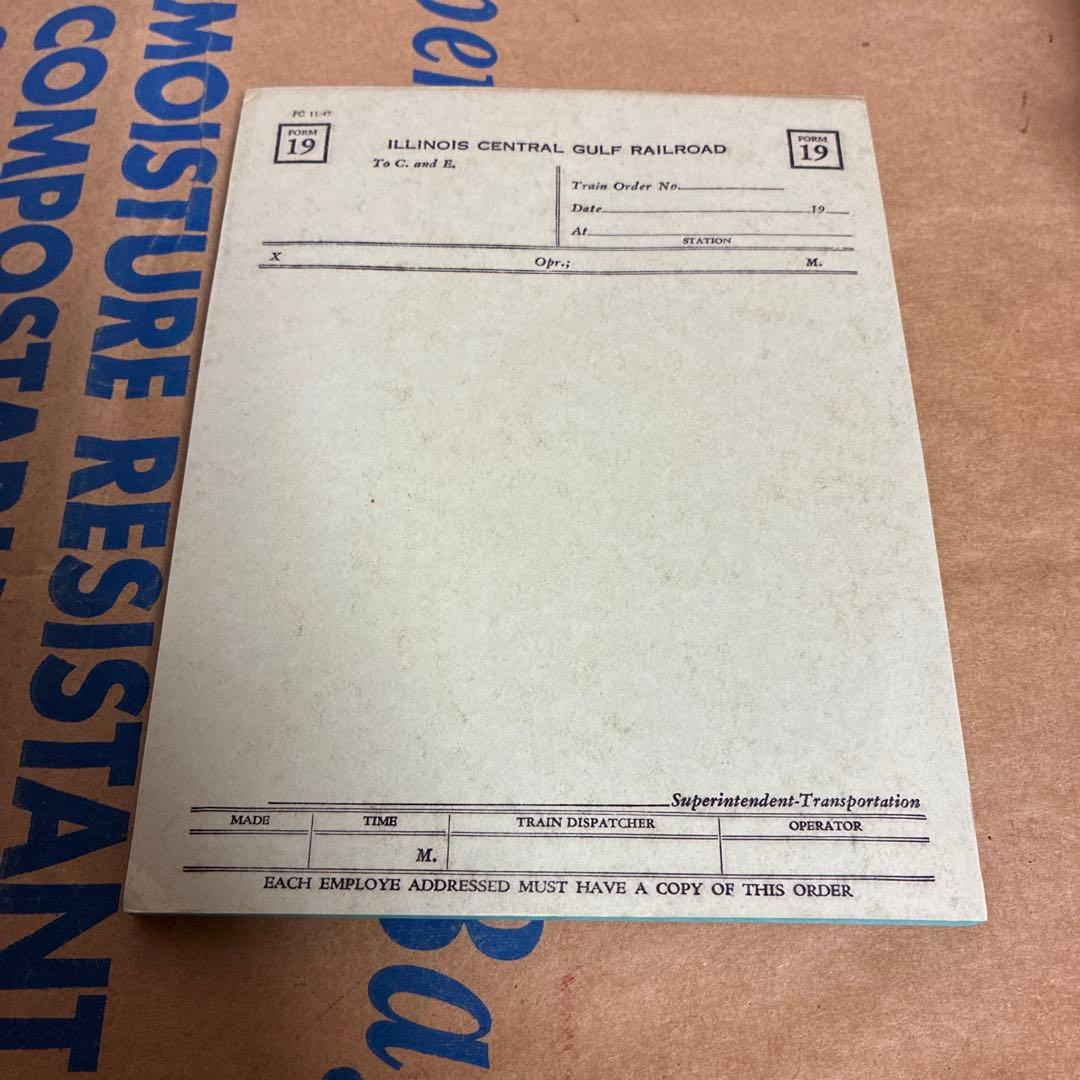 PC 11-47
FORM
19
ILLINOIS CENTRAL GULF RAILROAD
FORM
19
To C. and E.
Train Order No.
Date 19
At
STATION
X Opr.; M.
Superintendent-Transportation
MADE TIME TRAIN DISPATCHER OPERATOR
M.
EACH EMPLOYE ADDRESSED MUST HAVE A COPY OF THIS ORDER
MOISTURE RESISTANT
Ba